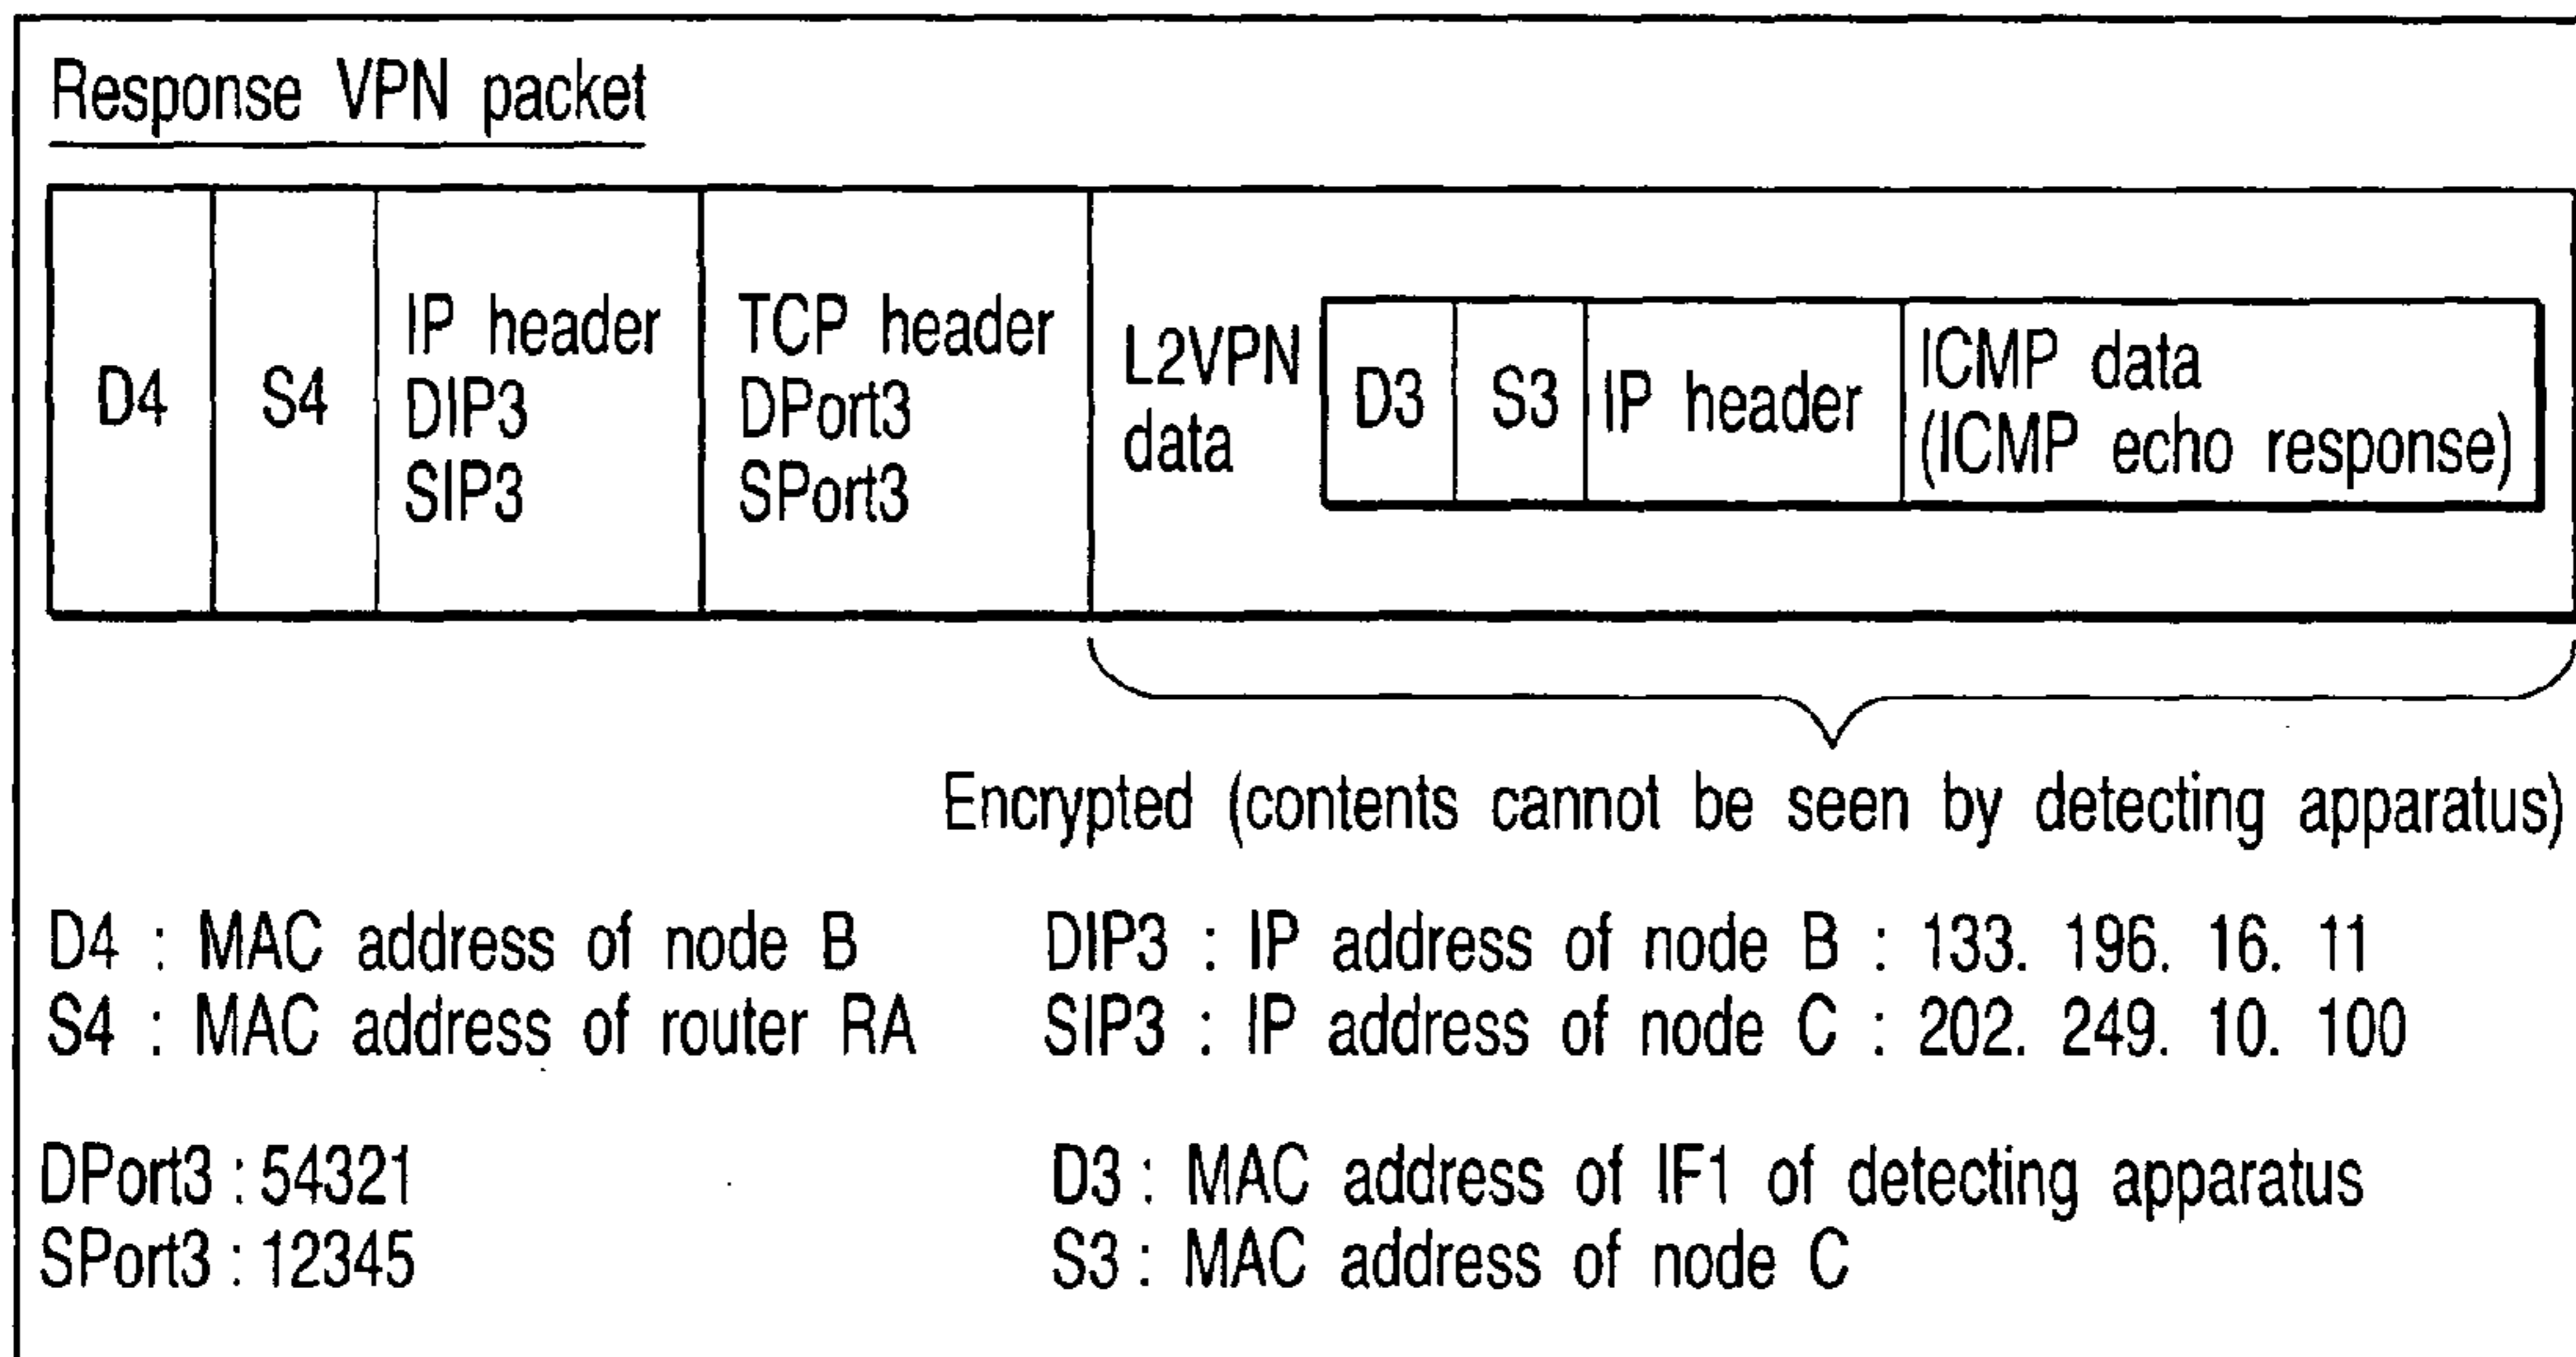 Response VPN packet
D4
S4
IP header
DIP3
SIP3
TCP header
DPort3
SPort3
L2VPN
data
D3
S3
IP header
ICMP data
(ICMP echo response)
Encrypted (contents cannot be seen by detecting apparatus)
D4 : MAC address of node B
S4 : MAC address of router RA
DIP3 : IP address of node B : 133. 196. 16. 11
SIP3 : IP address of node C : 202. 249. 10. 100
DPort3 : 54321
SPort3 : 12345
D3 : MAC address of IF1 of detecting apparatus
S3 : MAC address of node C